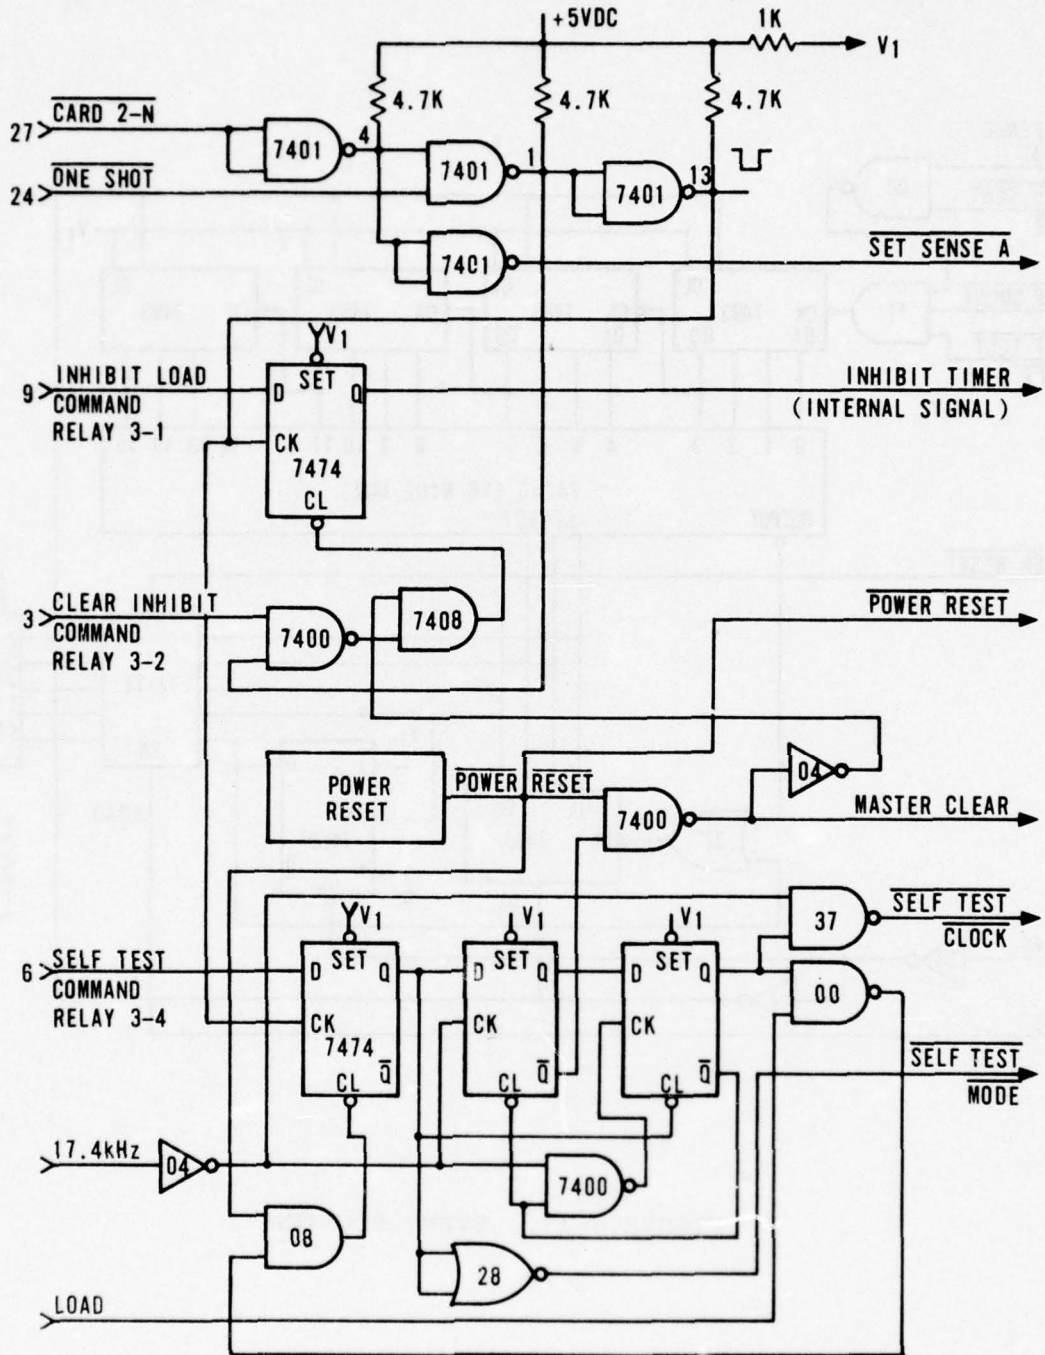 +5VDC
1K
V1
4.7K
4.7K
4.7K
CARD 2-N
27
4
7401
ONE SHOT
24
7401
1
7401
13
7401
SET SENSE A
V1
9
INHIBIT LOAD
COMMAND
RELAY 3-1
D
SET
Q
CK
7474
CL
INHIBIT TIMER
(INTERNAL SIGNAL)
3
CLEAR INHIBIT
COMMAND
RELAY 3-2
7400
7408
POWER RESET
POWER
RESET
POWER RESET
7400
04
MASTER CLEAR
V1
V1
V1
6
SELF TEST
COMMAND
RELAY 3-4
D
SET
Q
CK
7474
Q
CL
D
SET
Q
CK
Q
CL
D
SET
Q
CK
Q
CL
37
SELF TEST
CLOCK
00
SELF TEST
MODE
17.4kHz
04
7400
08
28
LOAD